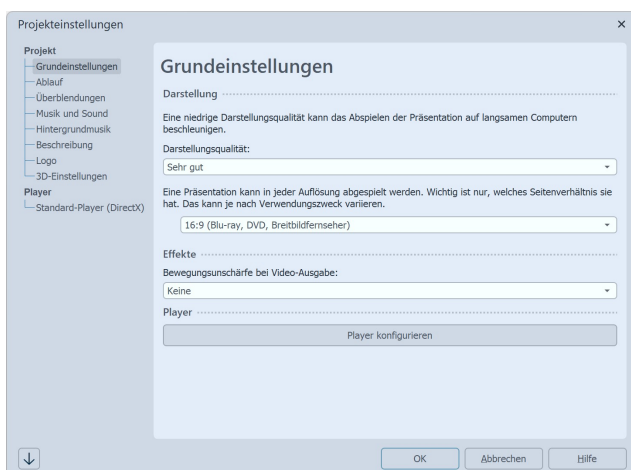 Projekteinstellungen
Projekt
Grundeinstellungen
Ablauf
Überblendungen
Musik und Sound
Hintergrundmusik
Beschreibung
Logo
3D-Einstellungen
Player
Standard-Player (DirectX)
Grundeinstellungen
Darstellung
Eine niedrige Darstellungsqualität kann das Abspielen der Präsentation auf langsamen Computern
beschleunigen.
Darstellungsqualität:
Sehr gut
Eine Präsentation kann in jeder Auflösung abgespielt werden. Wichtig ist nur, welches Seitenverhältnis sie
hat. Das kann je nach Verwendungszweck variieren.
16:9 (Blu-ray, DVD, Breitbildfernseher)
Effekte
Bewegungsunschärfe bei Video-Ausgabe:
Keine
Player
Player konfigurieren
OK
Abbrechen
Hilfe